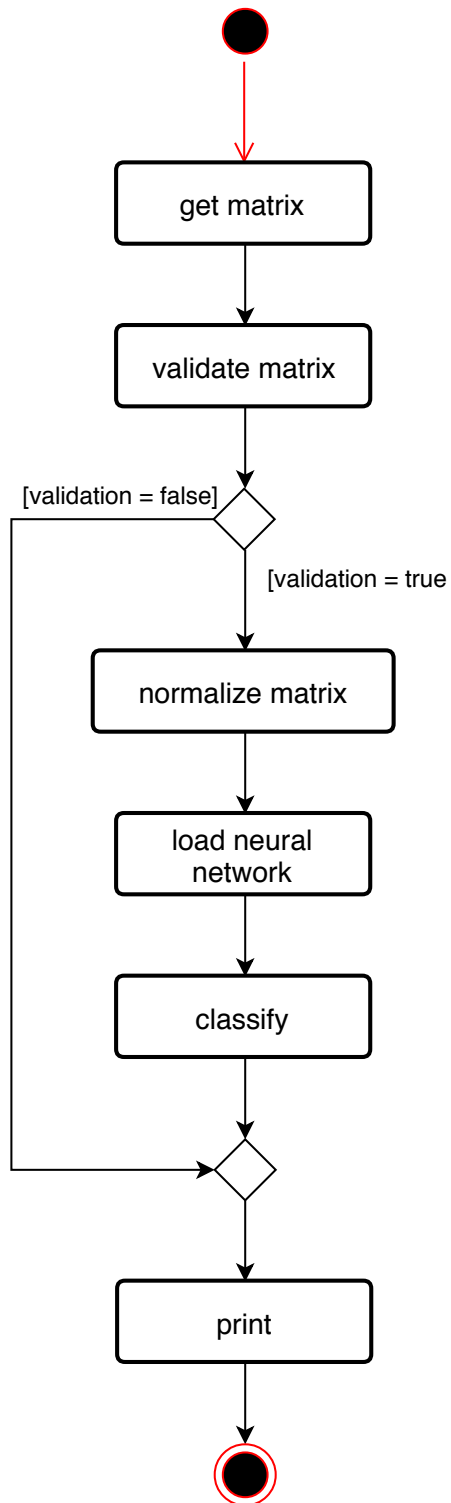 get matrix
validate matrix
[validation = false]
[validation = true
normalize matrix
load neural
network
classify
print